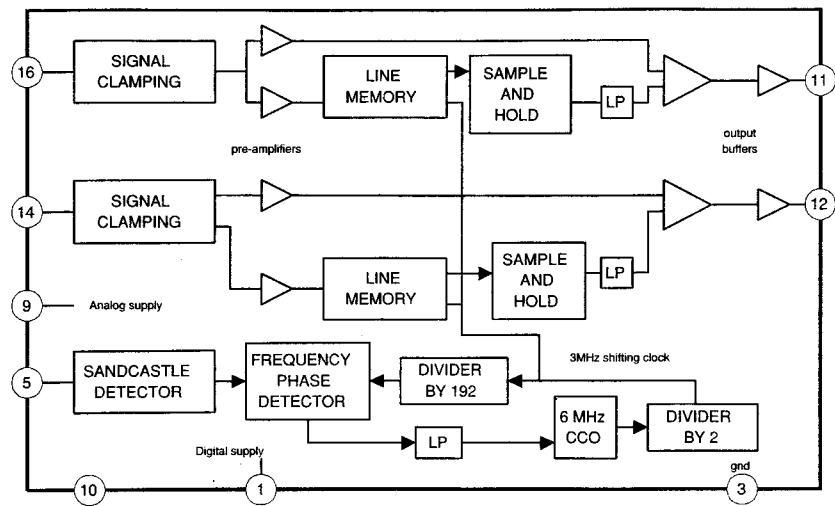 16
SIGNAL
CLAMPING
LINE
MEMORY
SAMPLE
AND
HOLD
LP
11
pre-amplifiers
output
buffers
14
SIGNAL
CLAMPING
12
LINE
MEMORY
SAMPLE
AND
HOLD
LP
9
Analog supply
5
SANDCASTLE
DETECTOR
FREQUENCY
PHASE
DETECTOR
DIVIDER
BY 192
3MHz shifting clock
LP
6 MHz
CCO
DIVIDER
BY 2
Digital supply
gnd
10
1
3